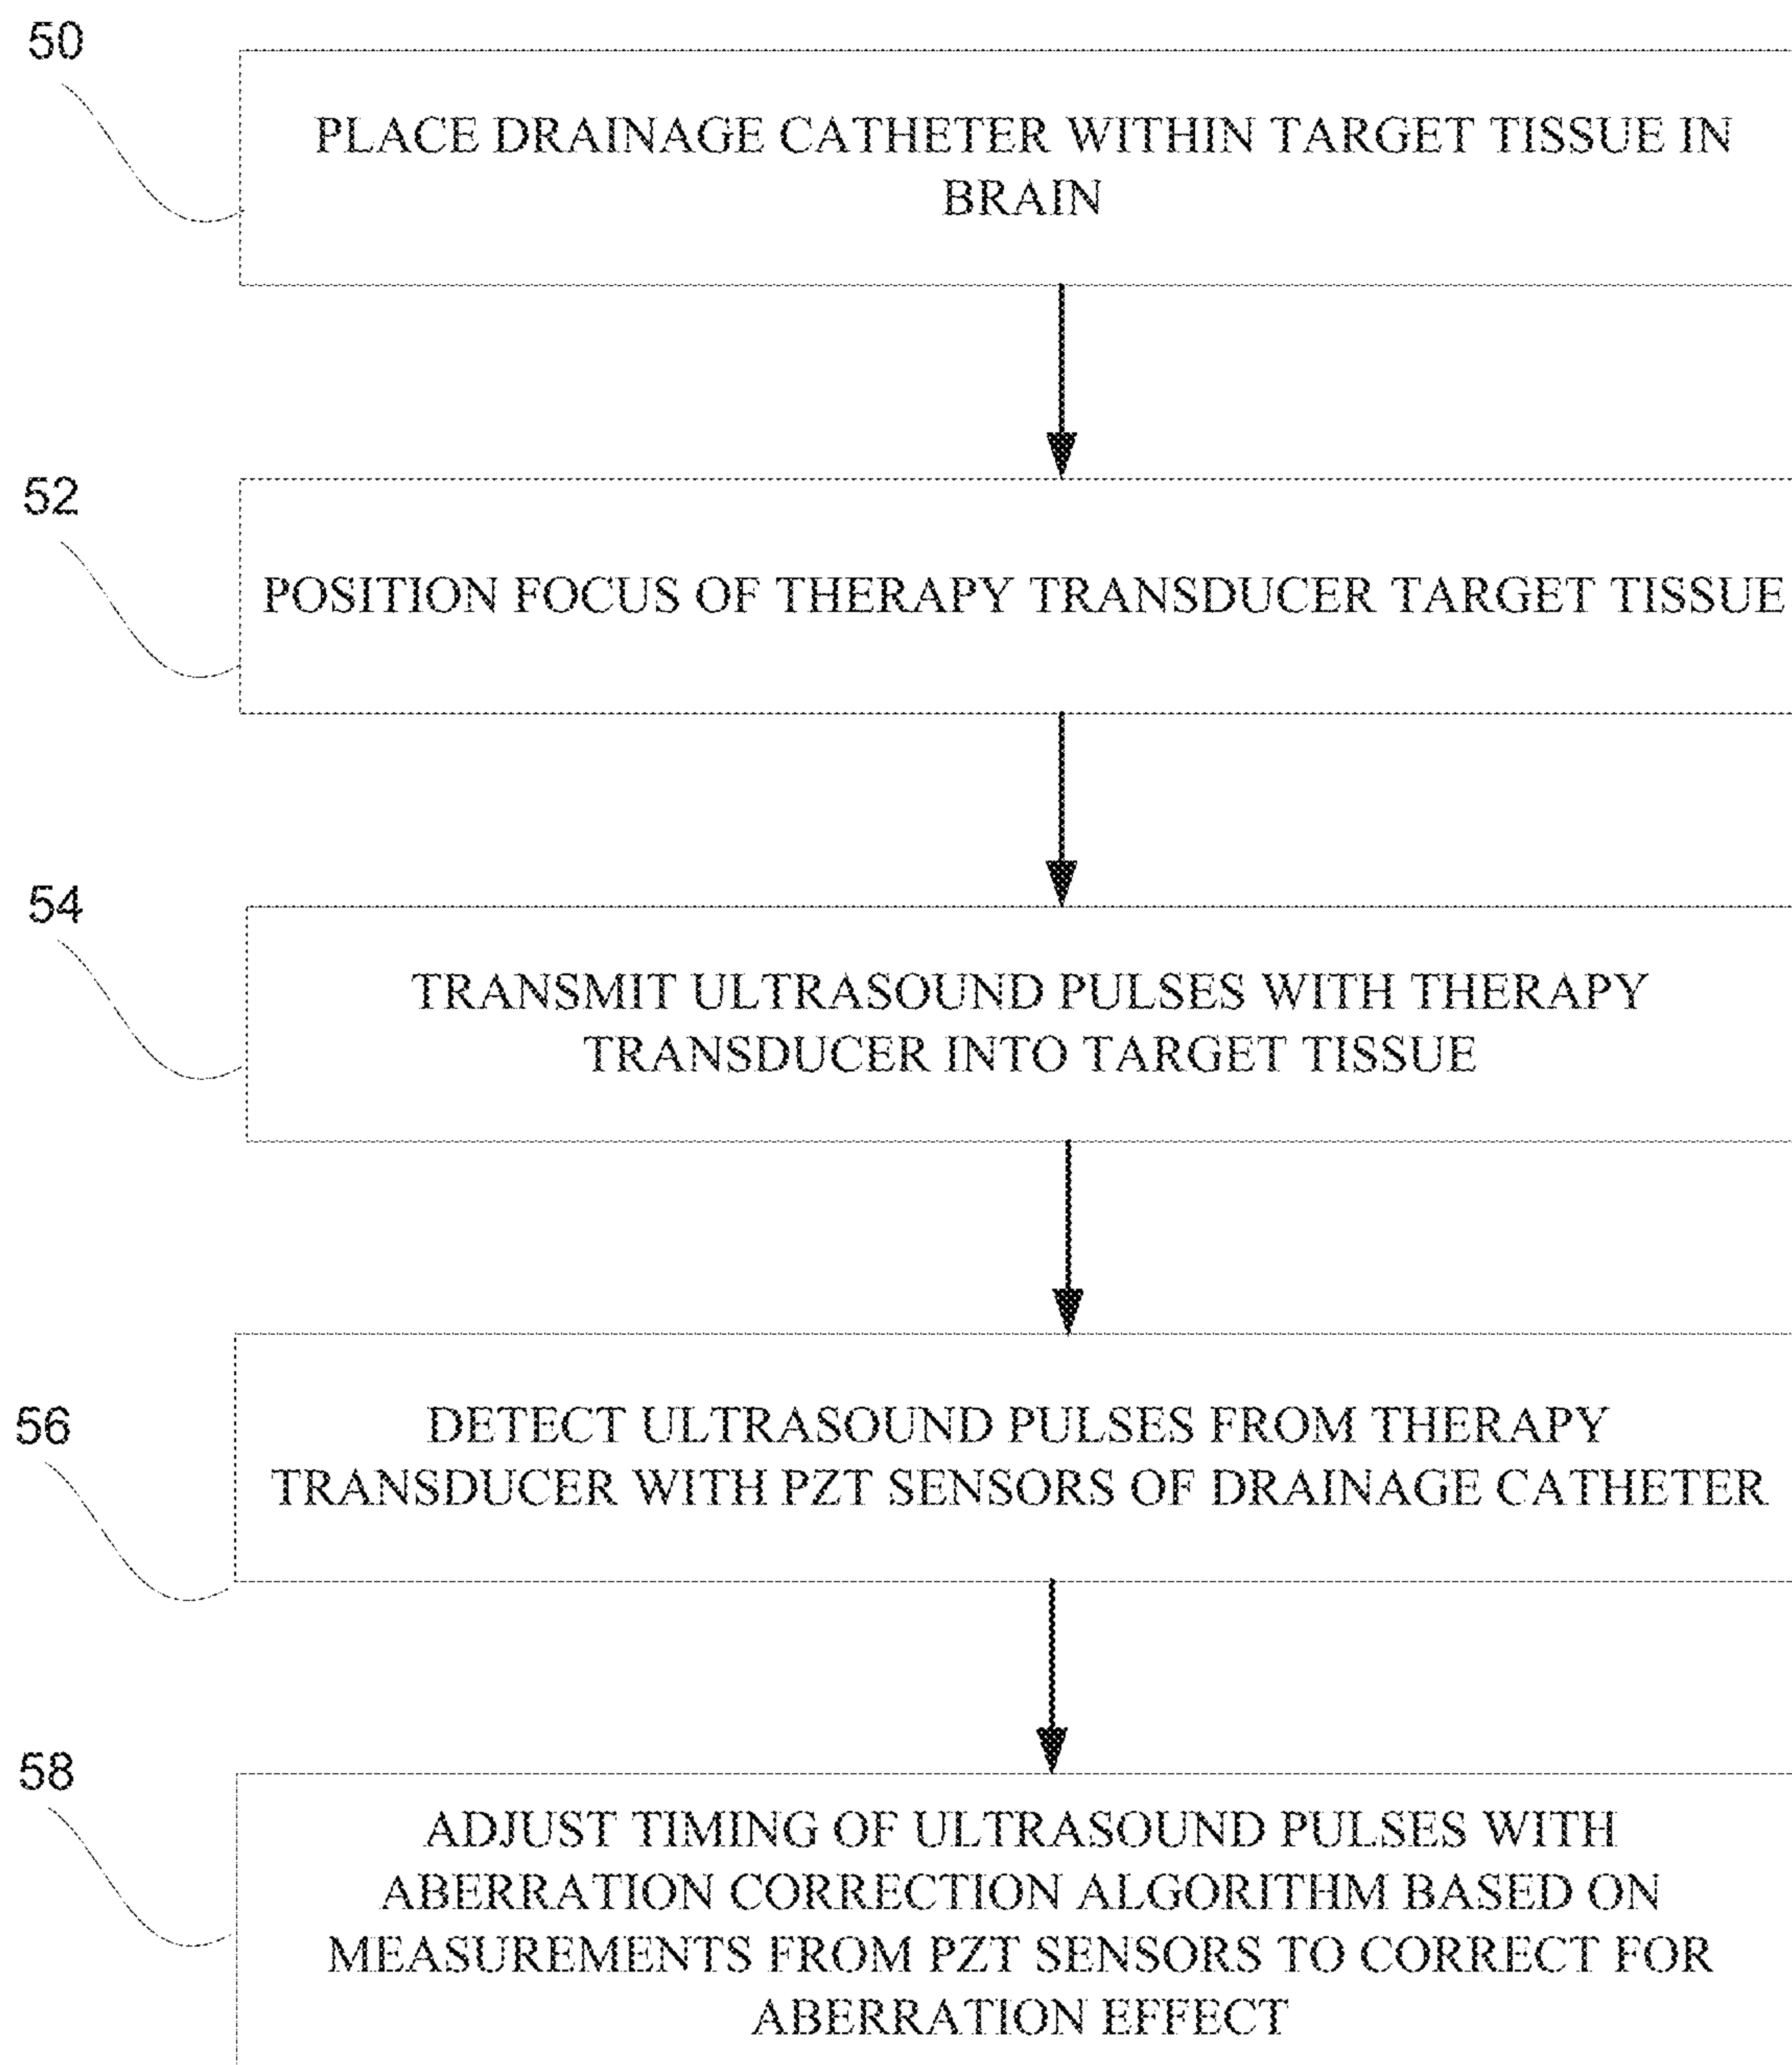 50
PLACE DRAINAGE CATHETER WITHIN TARGET TISSUE IN
BRAIN
52
POSITION FOCUS OF THERAPY TRANSDUCER TARGET TISSUE
54
TRANSMIT ULTRASOUND PULSES WITH THERAPY
TRANSDUCER INTO TARGET TISSUE
56
DETECT ULTRASOUND PULSES FROM THERAPY
TRANSDUCER WITH PZT SENSORS OF DRAINAGE CATHETER
58
ADJUST TIMING OF ULTRASOUND PULSES WITH
ABERRATION CORRECTION ALGORITHM BASED ON
MEASUREMENTS FROM PZT SENSORS TO CORRECT FOR
ABERRATION EFFECT